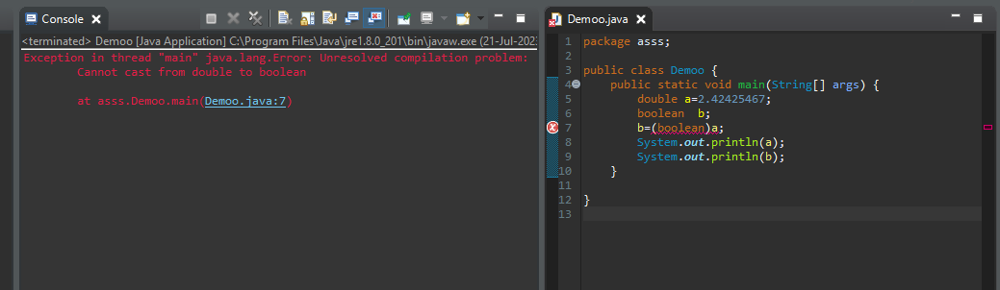 Console
<terminated> Demoo [Java Application] C:\Program Files\Java\jre1.8.0_201\bin\javaw.exe (21-Jul-2023
Exception in thread "main" java.lang.Error: Unresolved compilation problem:
Cannot cast from double to boolean
at asss.Demoo.main(Demoo.java:7)
Demoo.java
1 package asss;
2
3 public class Demoo {
4 public static void main(String[] args) {
5 double a=2.42425467;
6 boolean  b;
7 b=(boolean)a;
8 System.out.println(a);
9 System.out.println(b);
10 }
11
12 }
13